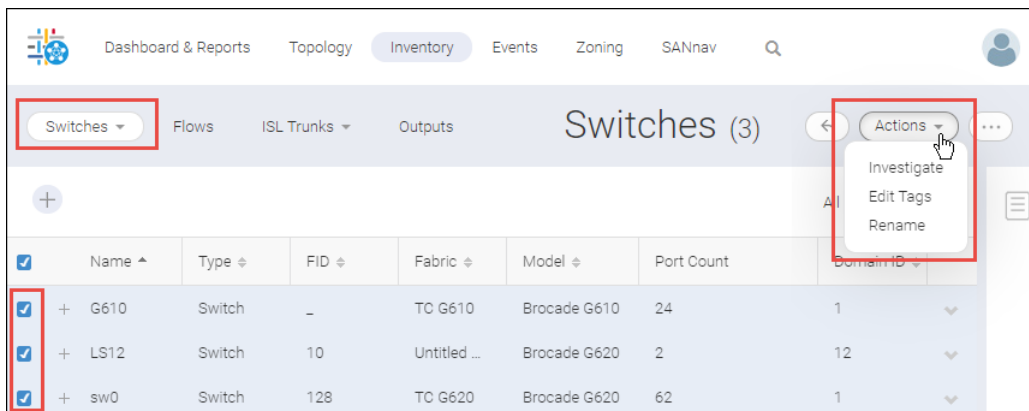 Dashboard & Reports Topology Inventory Events Zoning SANnav
Switches Flows ISL Trunks Outputs Switches (3) Actions ...
Investigate
Edit Tags
Rename
Name Type FID Fabric Model Port Count Domain ID
G610 Switch _ TC G610 Brocade G610 24 1
LS12 Switch 10 Untitled ... Brocade G620 2 12
sw0 Switch 128 TC G620 Brocade G620 62 1